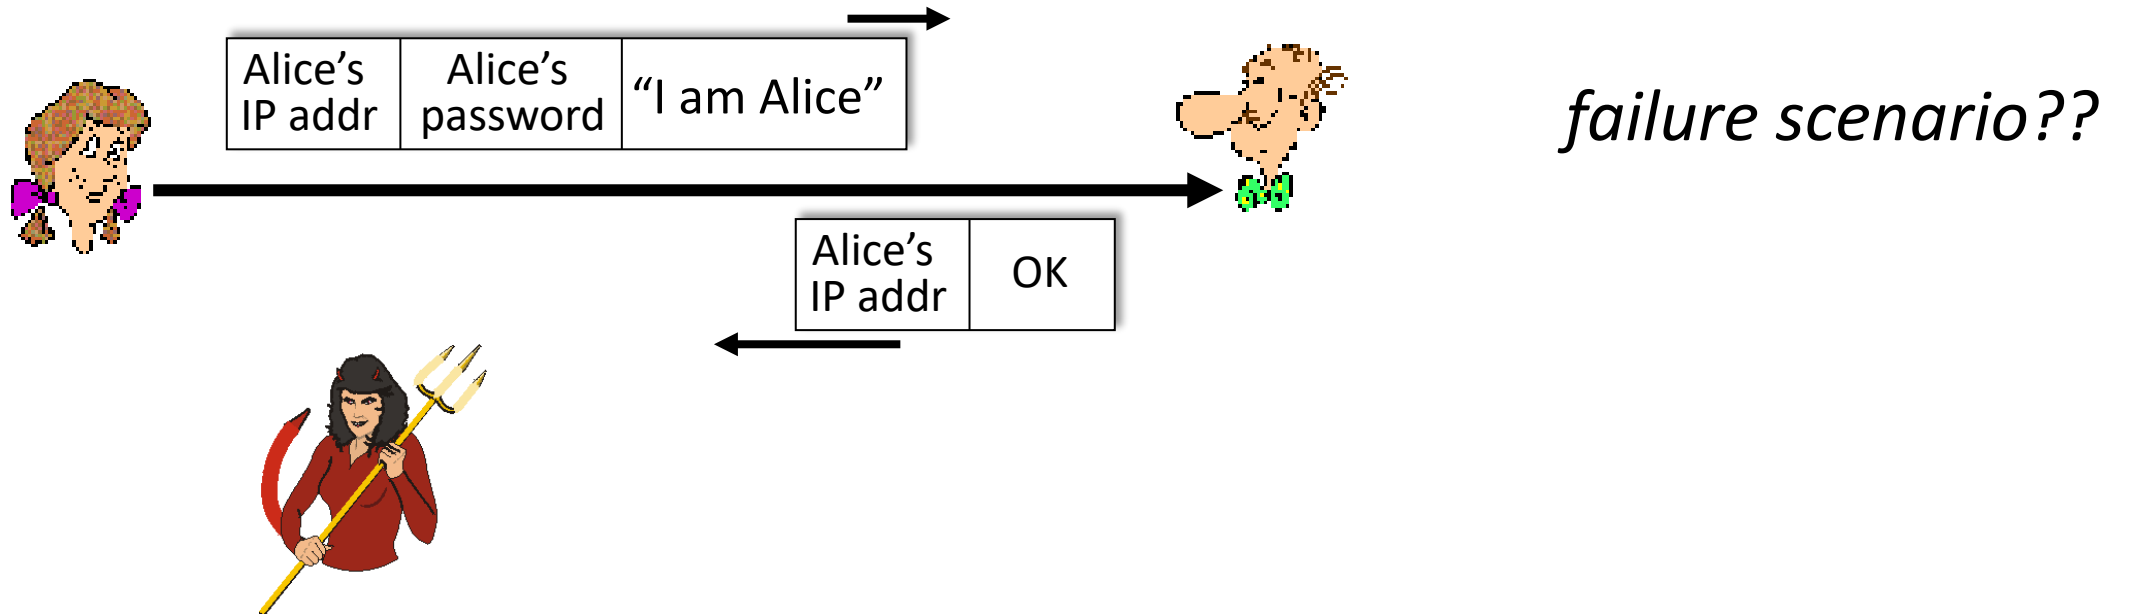 Alice’s
IP addr
Alice’s
password
“I am Alice”
failure scenario??
Alice’s
IP addr
OK